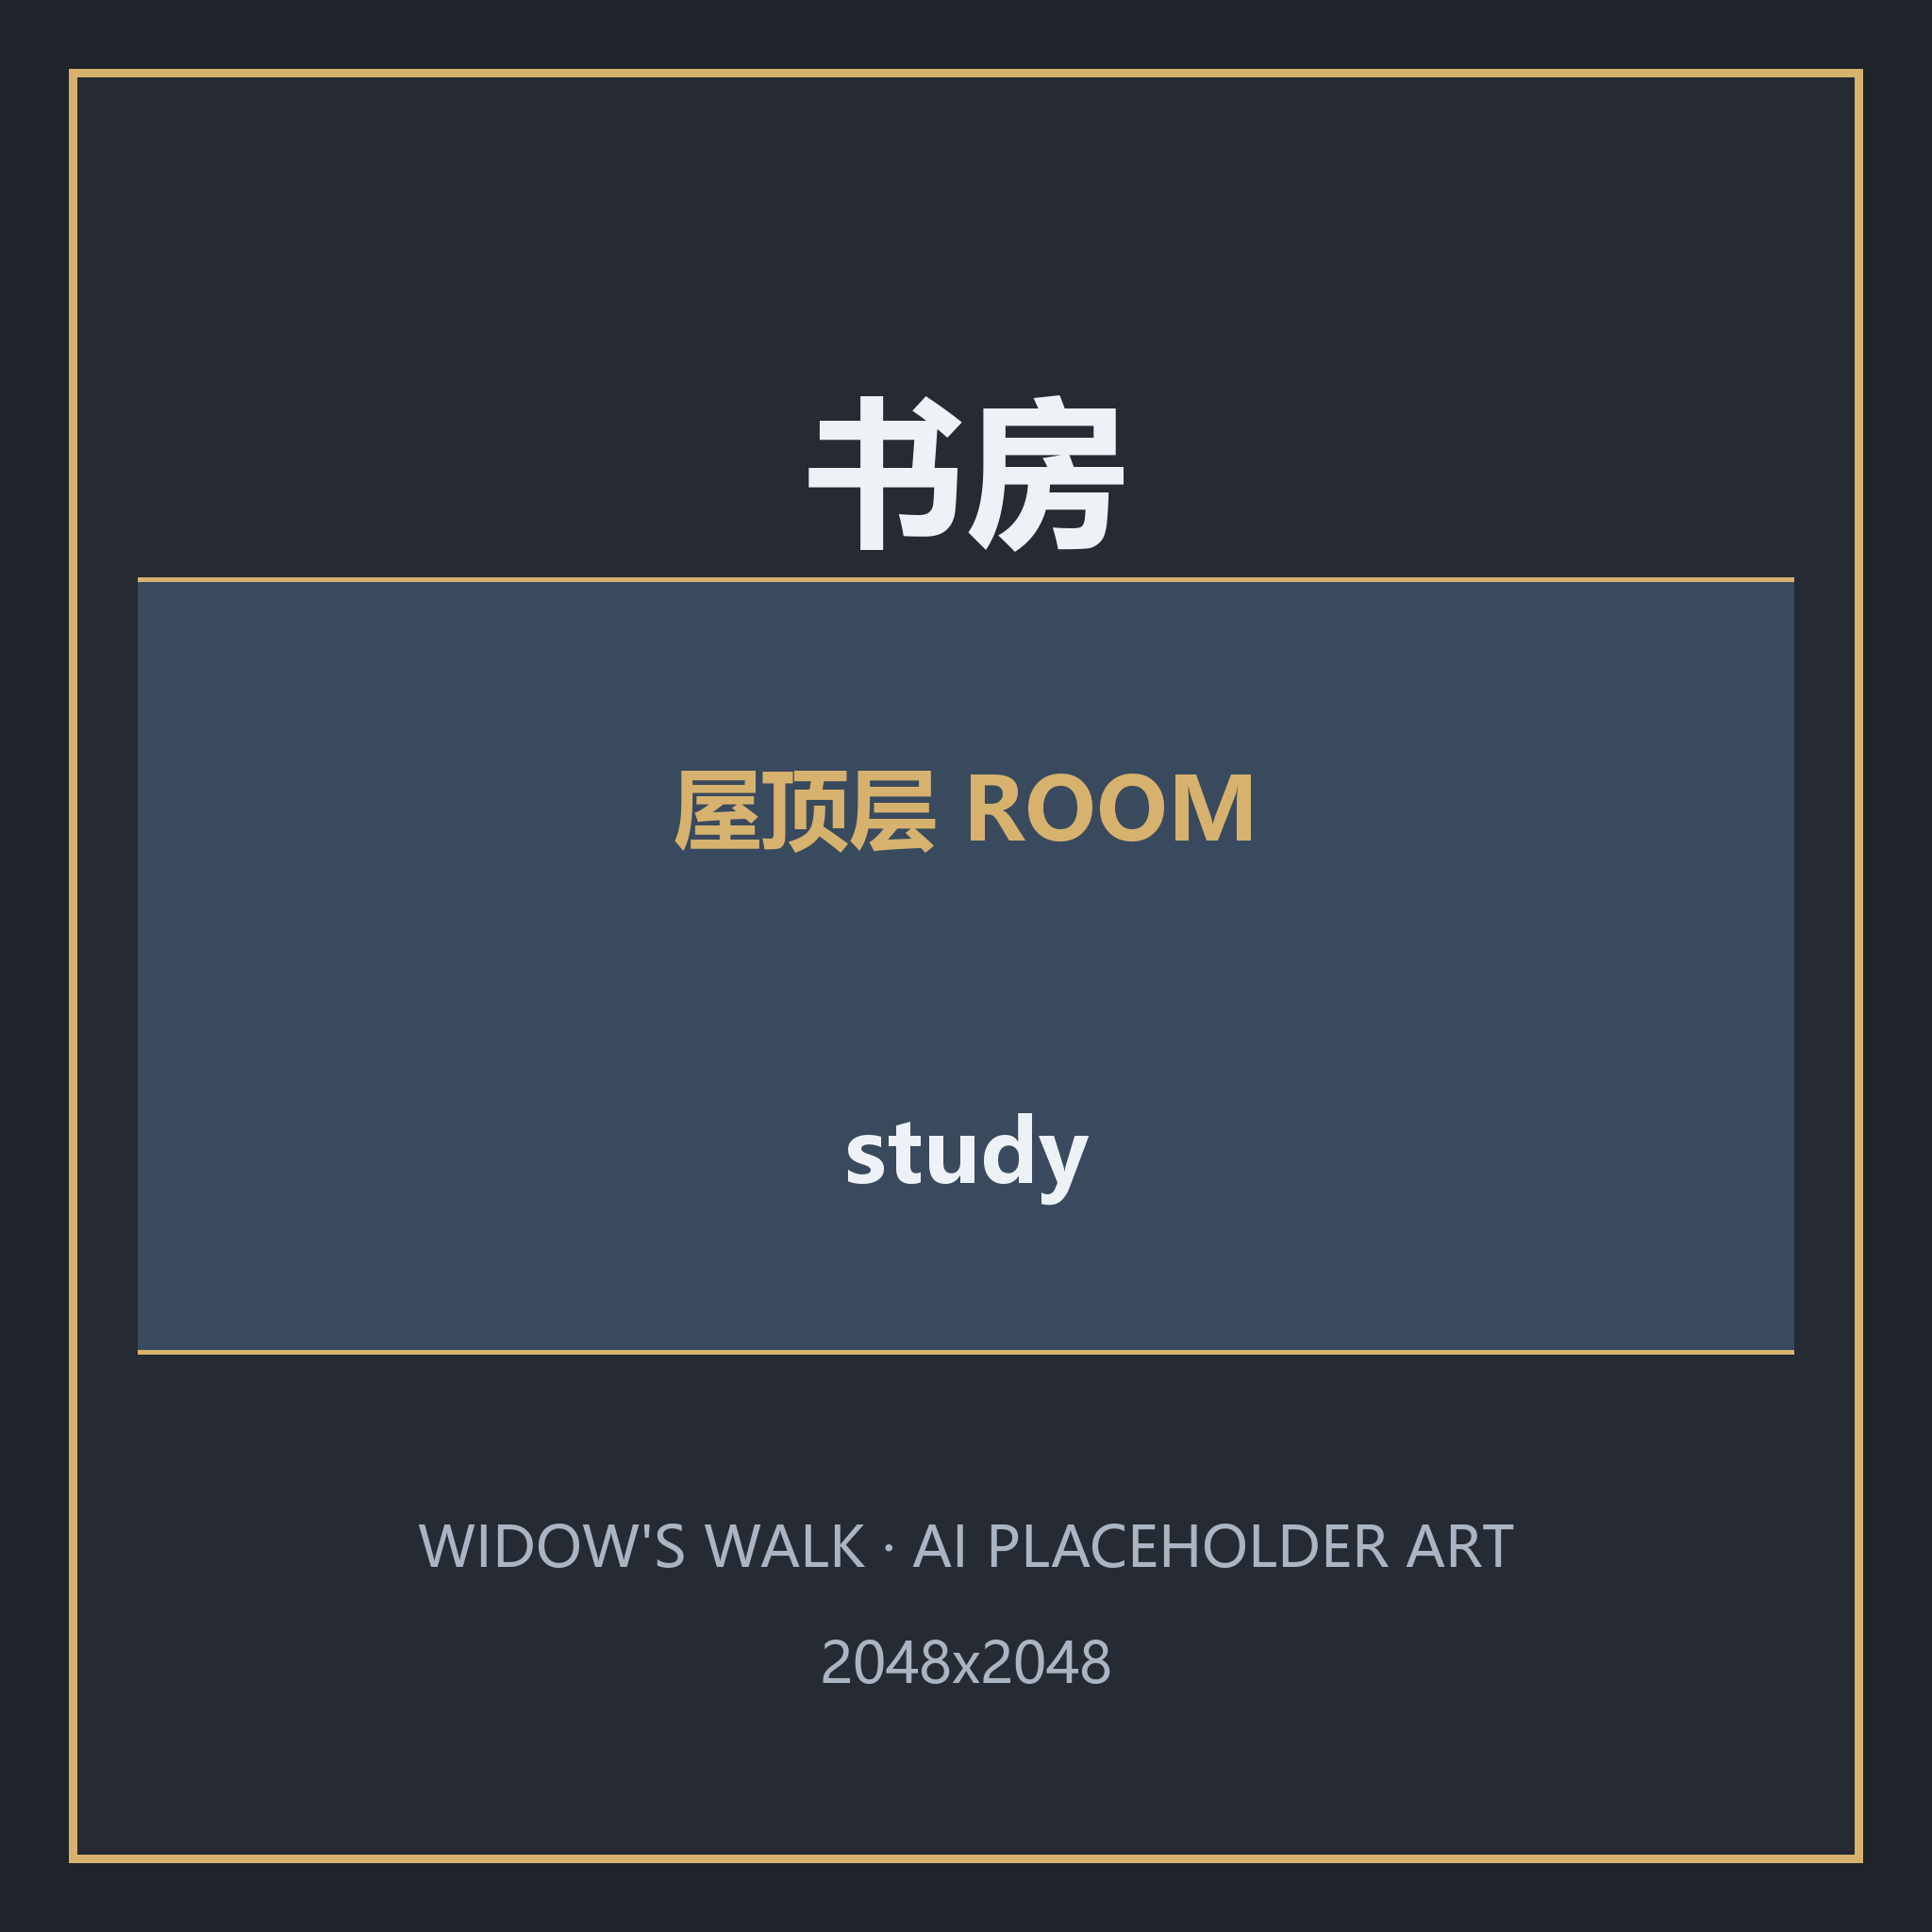 书房
屋顶层 ROOM
study
WIDOW'S WALK · AI PLACEHOLDER ART
2048x2048